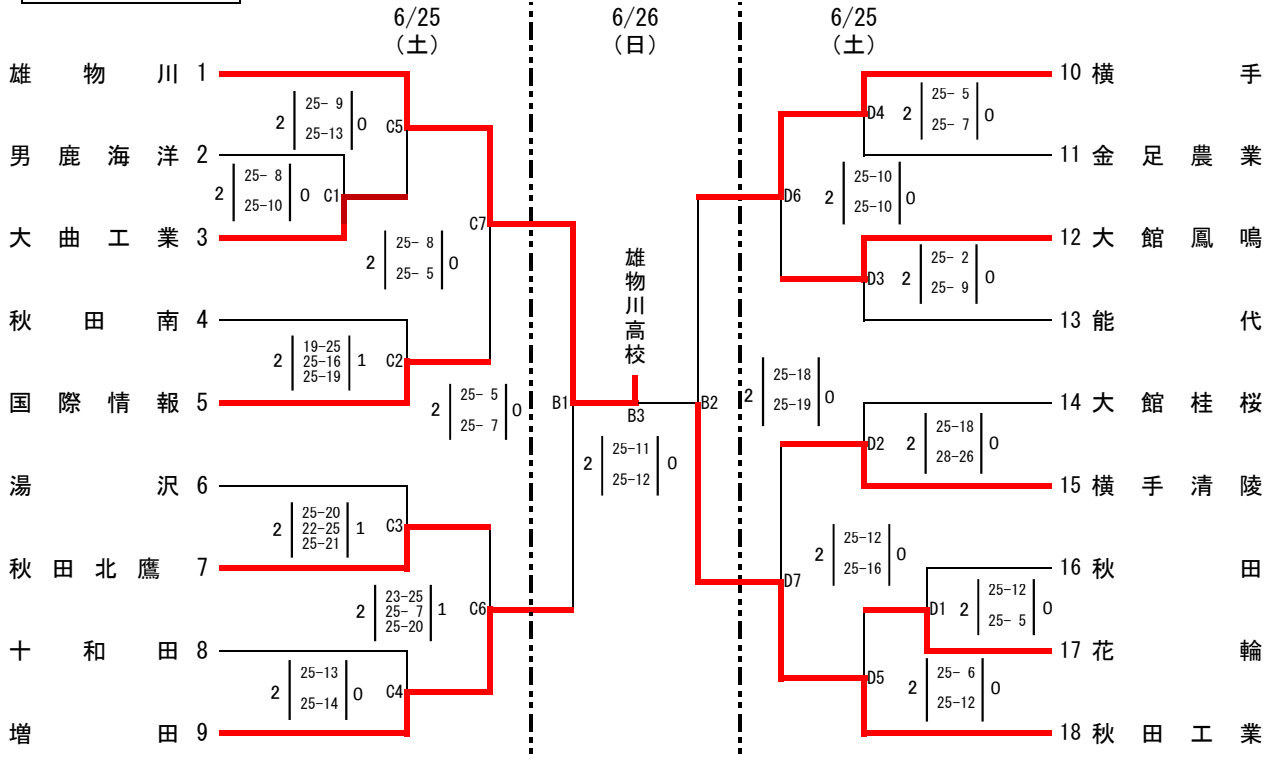 6/25
（土）
6/26
（日）
6/25
（土）
雄物川 1
男鹿海洋 2
大曲工業 3
秋田南 4
国際情報 5
湯沢 6
秋田北鷹 7
十和田 8
増田 9
10 横手
11 金足農業
12 大館鳳鳴
13 能代
14 大館桂桜
15 横手清陵
16 秋田
17 花輪
18 秋田工業
2 25- 9 0 C5
25-13
2 25- 8 0 C1
25-10
C7
2 25- 8 0
25- 5
2 19-25 1 C2
25-16
25-19
2 25- 5 0
25- 7
B1
2 25-20 1 C3
22-25
25-21
2 23-25 1 C6
25- 7
25-20
2 25-13 0 C4
25-14
雄物川高校
B3
2 25-11 0
25-12
B2
D4 2 25- 5 0
25- 7
D6 2 25-10 0
25-10
D3 2 25- 2 0
25- 9
2 25-18 0
25-19
D2 2 25-18 0
28-26
D7 2 25-12 0
25-16
D1 2 25-12 0
25- 5
D5 2 25- 6 0
25-12